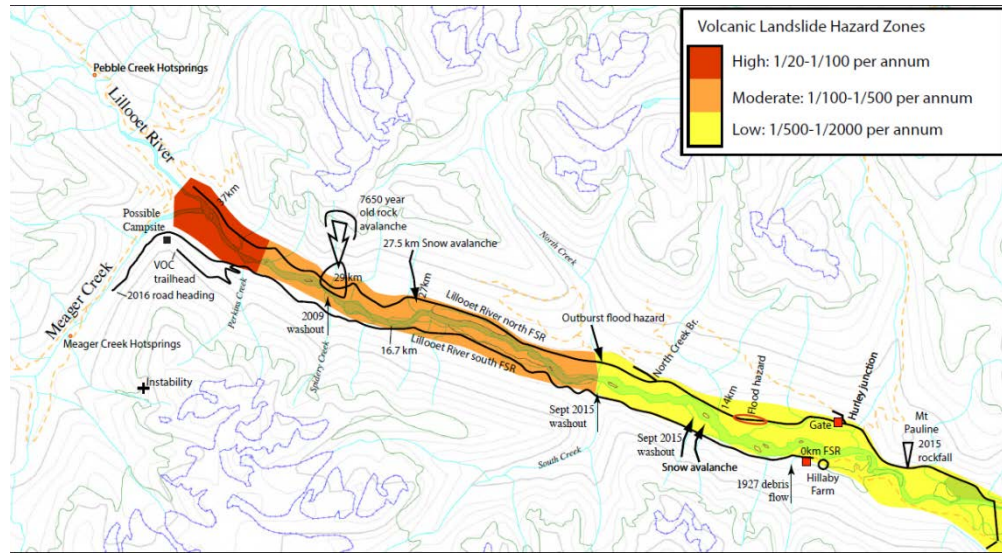 Volcanic Landslide Hazard Zones
High: 1/20-1/100 per annum
Moderate: 1/100-1/500 per annum
Low: 1/500-1/2000 per annum
Pebble Creek Hotsprings
Lillooet River
Possible
Campsite
37km
7650 year
old rock
avalanche
27.5 km Snow avalanche
North Creek
VOC
trailhead
2016 road heading
Meager Creek
Perkins Creek
29 km
27km
Lillooet River north FSR
2009
washout
16.7 km
Lillooet River south FSR
Outburst flood hazard
North Creek Br.
Meager Creek Hotsprings
Instability
Spidery Creek
14km
Flood hazard
Hurley junction
Gate
Mt
Pauline
2015
rockfall
Sept 2015
washout
South Creek
Sept 2015
washout
Snow avalanche
0km FSR
Hillaby
Farm
1927 debris
flow